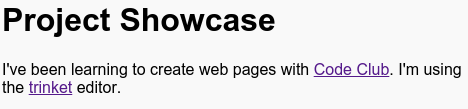 Project Showcase
I've been learning to create web pages with Code Club. I'm using
the trinket editor.